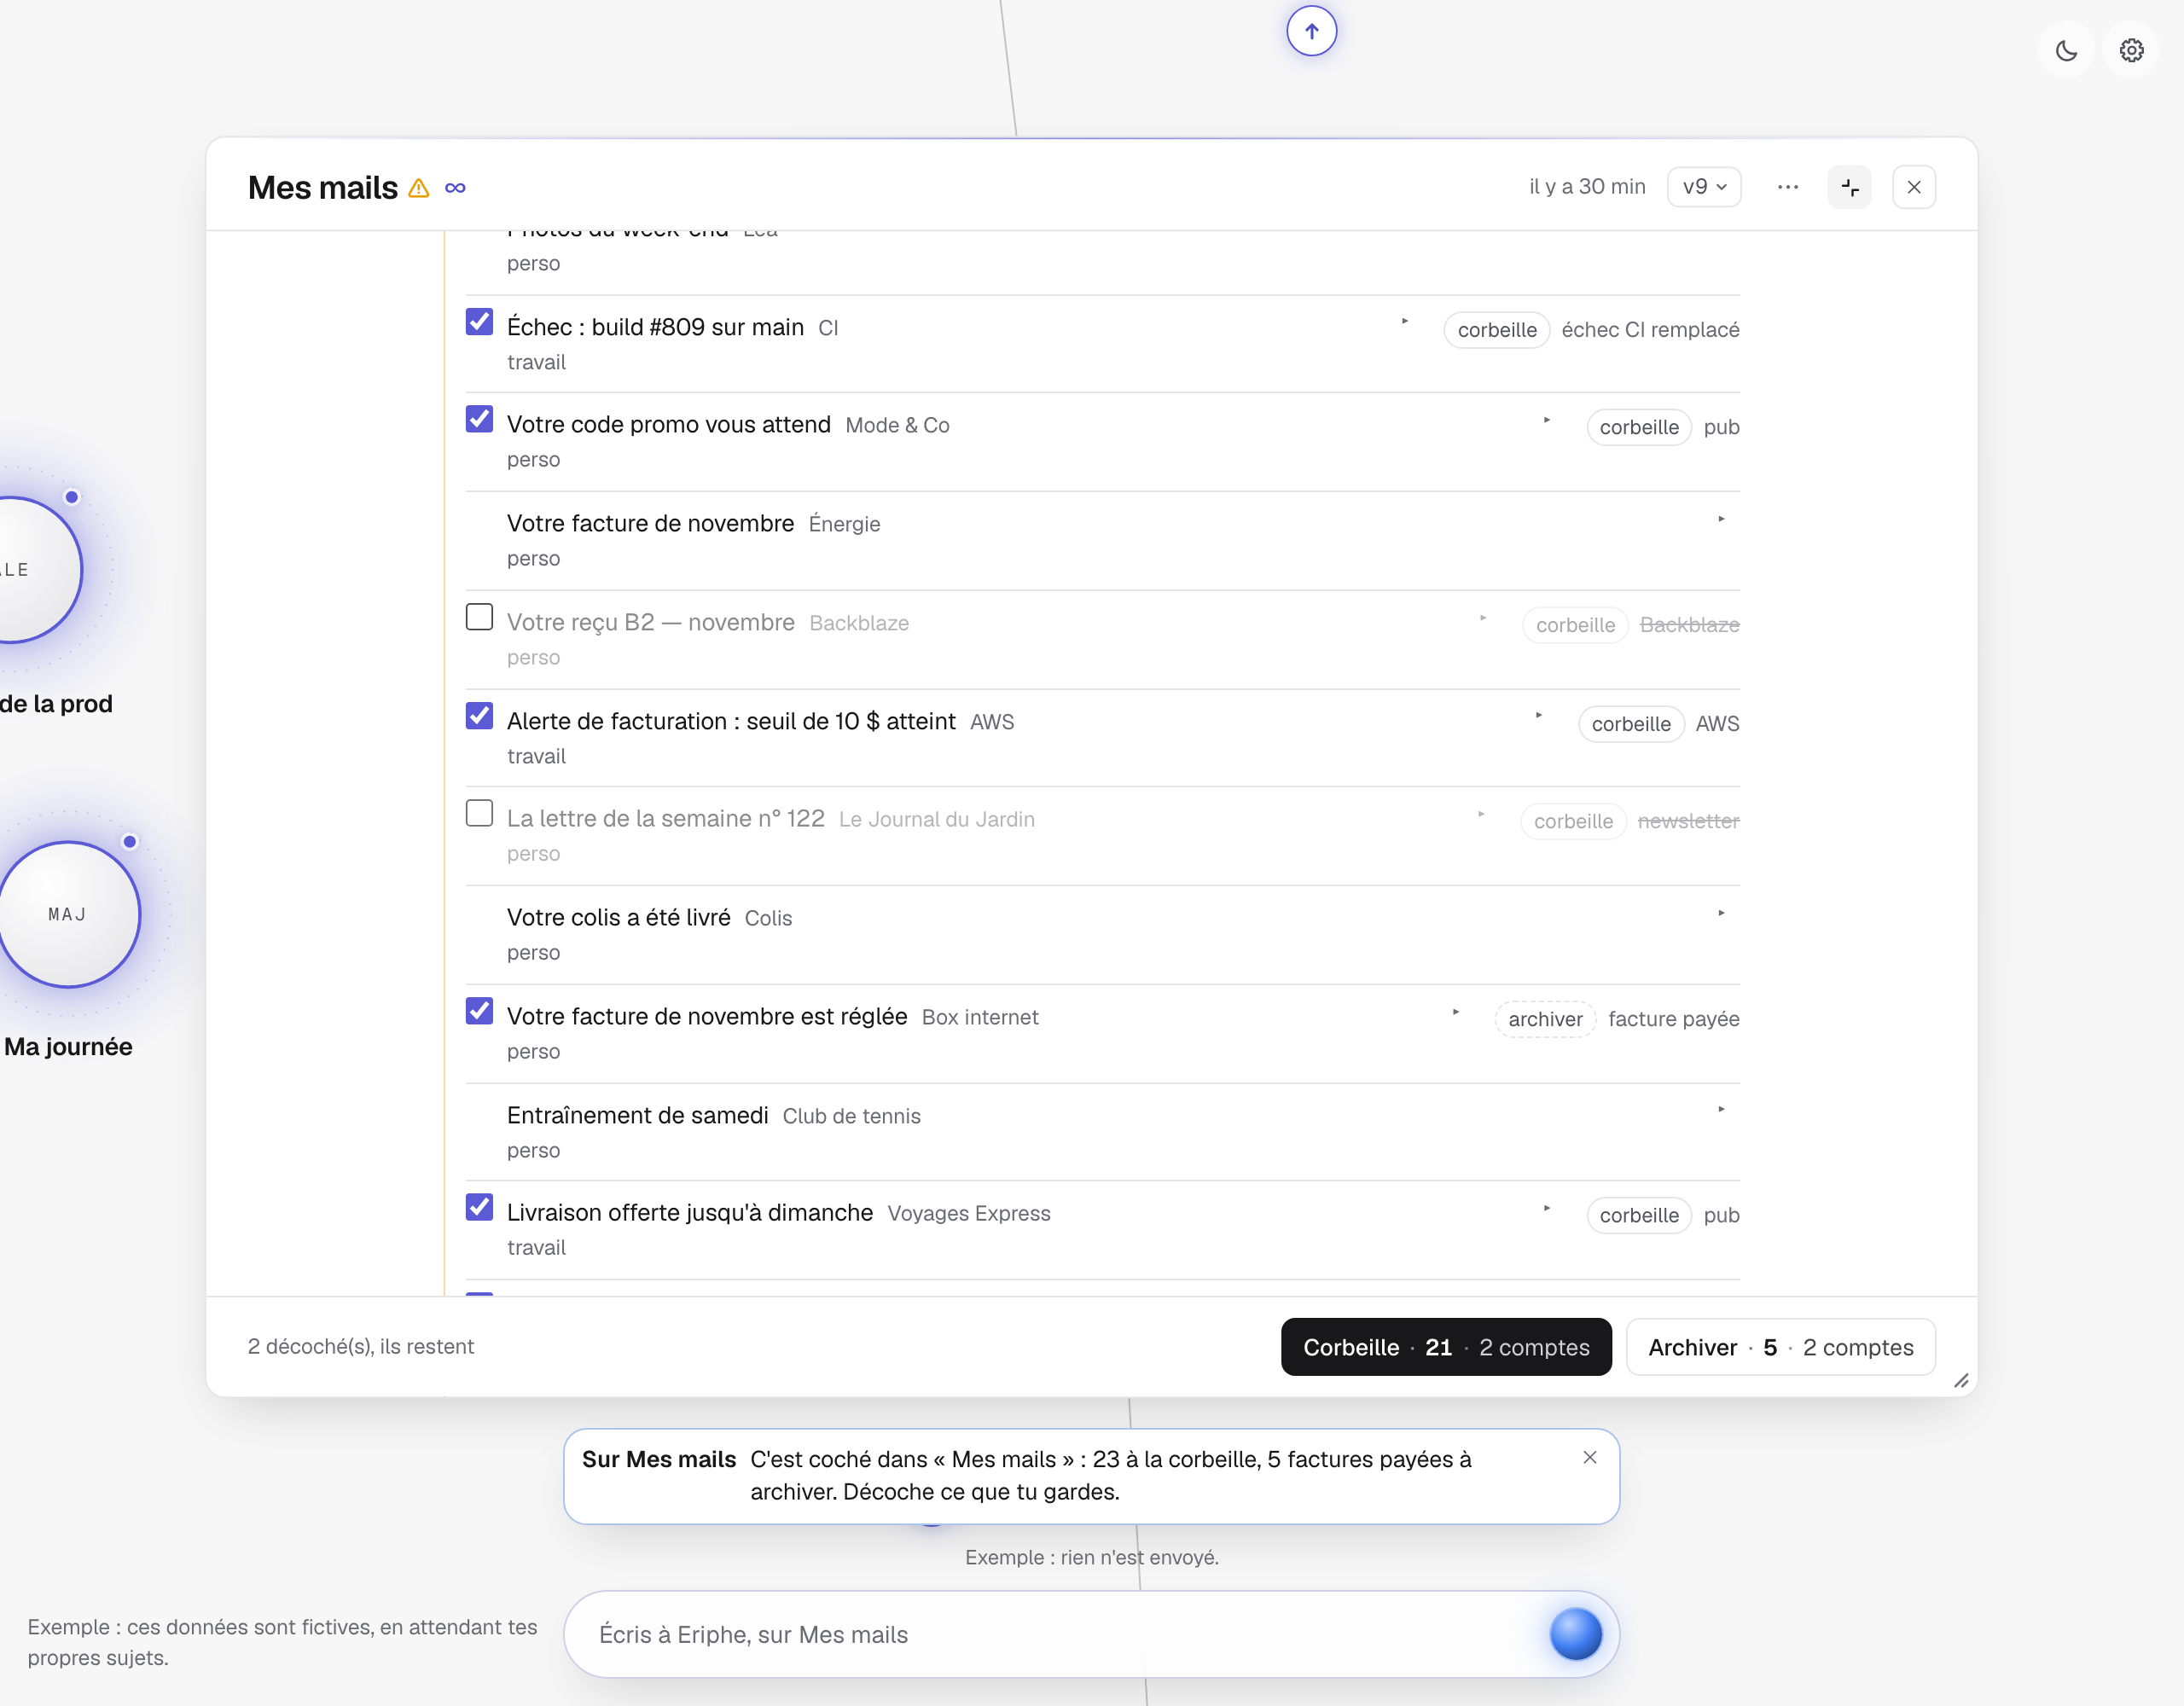 Mes mails
il y a 30 min
v9
Photos du week-end Léa
perso
Échec : build #809 sur main CI
corbeille échec CI remplacé
travail
Votre code promo vous attend Mode & Co
corbeille pub
perso
Votre facture de novembre Énergie
perso
Votre reçu B2 — novembre Backblaze
corbeille Backblaze
perso
Alerte de facturation : seuil de 10 $ atteint AWS
corbeille AWS
travail
La lettre de la semaine n° 122 Le Journal du Jardin
corbeille newsletter
perso
Votre colis a été livré Colis
perso
Votre facture de novembre est réglée Box internet
archiver facture payée
perso
Entraînement de samedi Club de tennis
perso
Livraison offerte jusqu'à dimanche Voyages Express
corbeille pub
travail
2 décoché(s), ils restent
Corbeille · 21 · 2 comptes
Archiver · 5 · 2 comptes
de la prod
MAJ
Ma journée
Sur Mes mails C'est coché dans « Mes mails » : 23 à la corbeille, 5 factures payées à
archiver. Décoche ce que tu gardes.
Exemple : rien n'est envoyé.
Écris à Eriphe, sur Mes mails
Exemple : ces données sont fictives, en attendant tes
propres sujets.